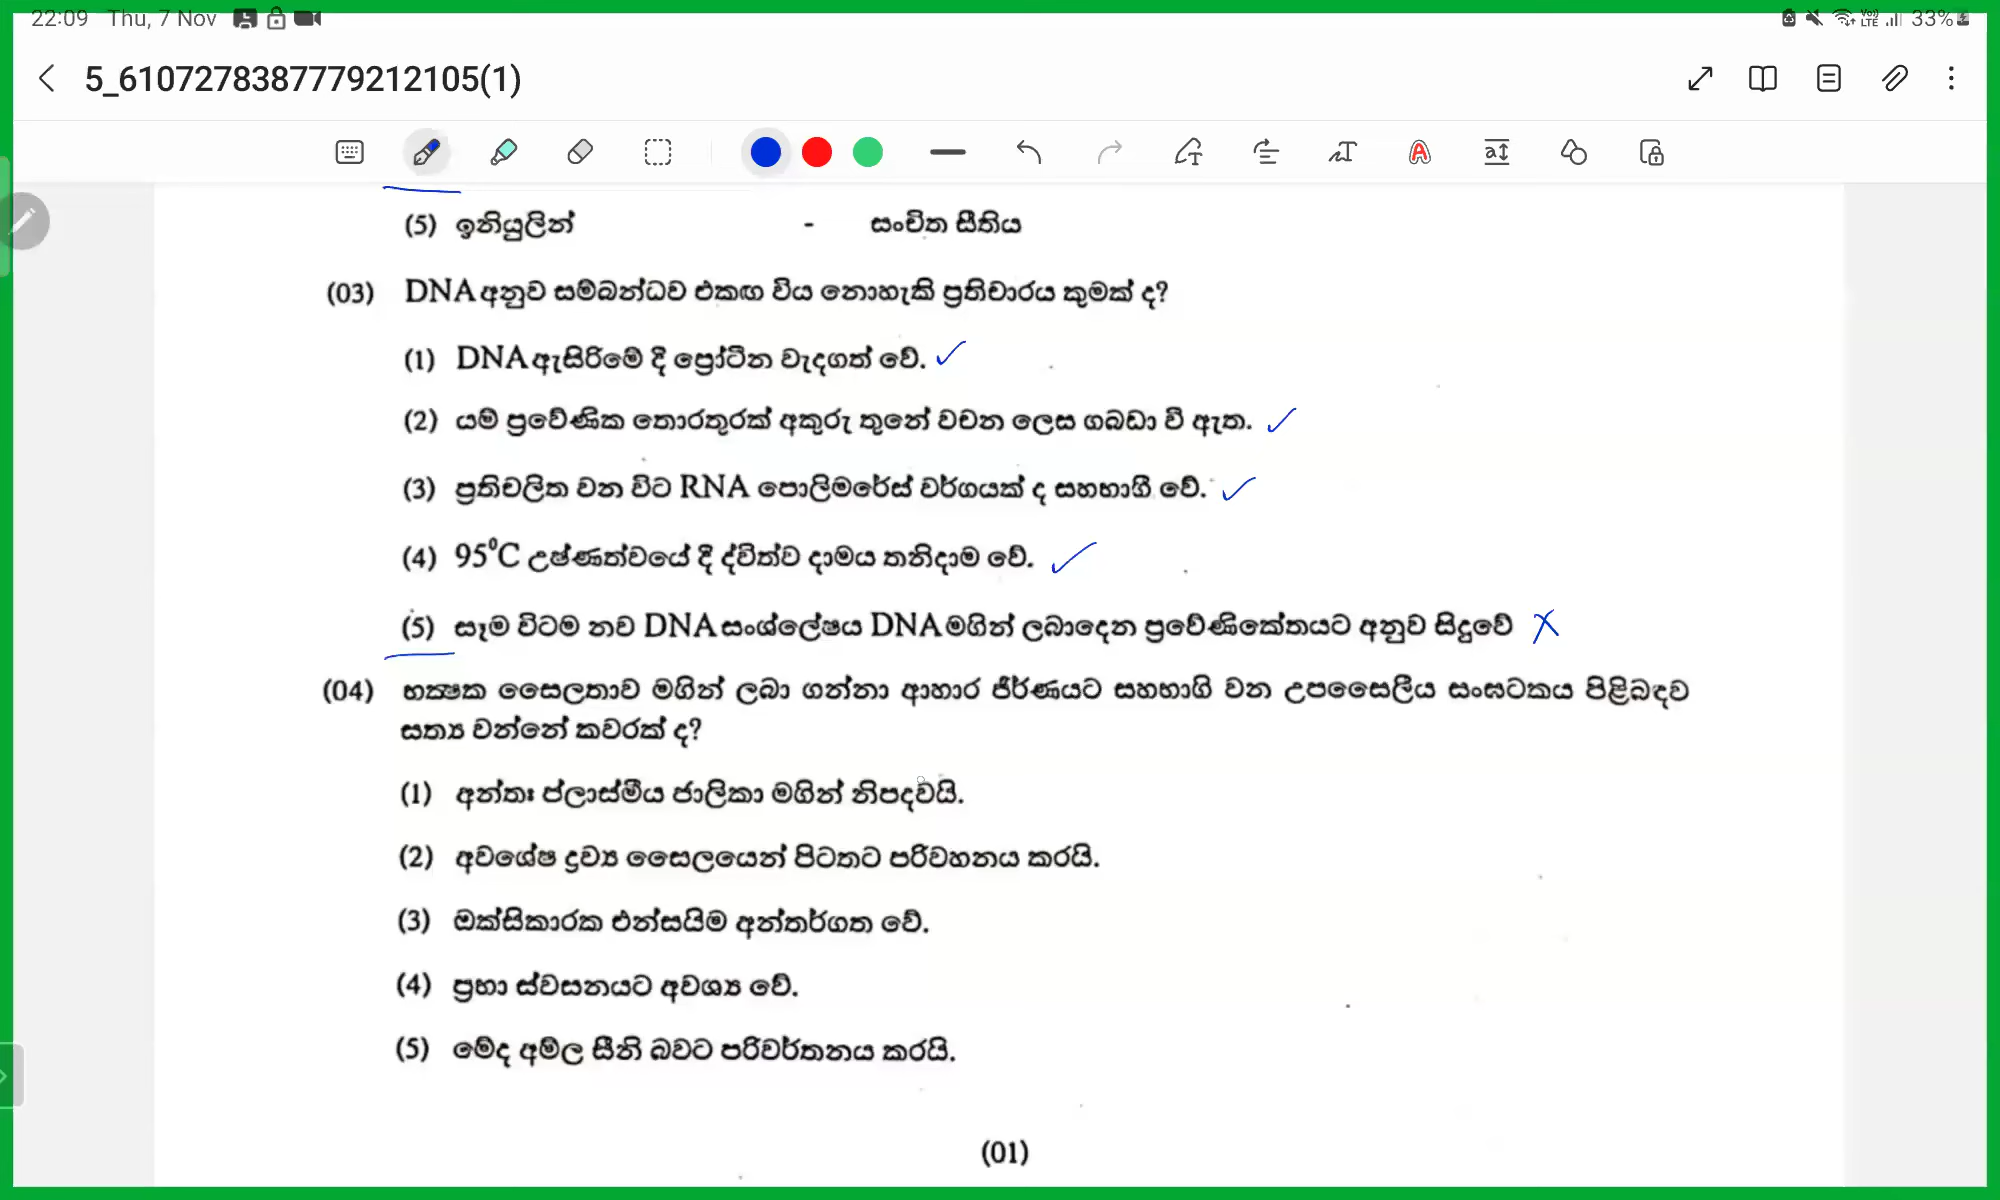 22:09 Thu, 7 Nov
33%
5_6107278387779212105(1)
(5) ඉනියුලින් - සංචිත සීතිය
(03) DNA අනුව සම්බන්ධව එකඟ විය නොහැකි ප්‍රතිචාරය කුමක් ද?
(1) DNA ඇසිරිමේ දී ප්‍රෝටීන වැදගත් වේ.
(2) යම් ප්‍රවේණික තොරතුරක් අකුරු තුනේ වචන ලෙස ගබඩා වී ඇත.
(3) ප්‍රතිවලිත වන විට RNA පොලිමරේස් වර්ගයක් ද සහභාගී වේ.
(4) 95⁰C උෂ්ණත්වයේ දී ද්විත්ව දාමය තනිදාම වේ.
(5) සෑම විටම නව DNA සංශ්ලේෂය DNA මගින් ලබාදෙන ප්‍රවේණිකේතයට අනුව සිදුවේ
(04) භක්‍ෂක සෛලතාව මගින් ලබා ගන්නා ආහාර ජීර්ණයට සහභාගි වන උපසෛලීය සංඝටකය පිළිබඳව
සත්‍ය වන්නේ කවරක් ද?
(1) අන්තඃ ප්ලාස්මීය ජාලිකා මගින් නිපදවයි.
(2) අවශේෂ ද්‍රව්‍ය සෛලයෙන් පිටතට පරිවහනය කරයි.
(3) ඔක්සිකාරක එන්සයිම අන්තර්ගත වේ.
(4) ප්‍රභා ස්වසනයට අවශ්‍ය වේ.
(5) මේද අම්ල සීනි බවට පරිවර්තනය කරයි.
(01)